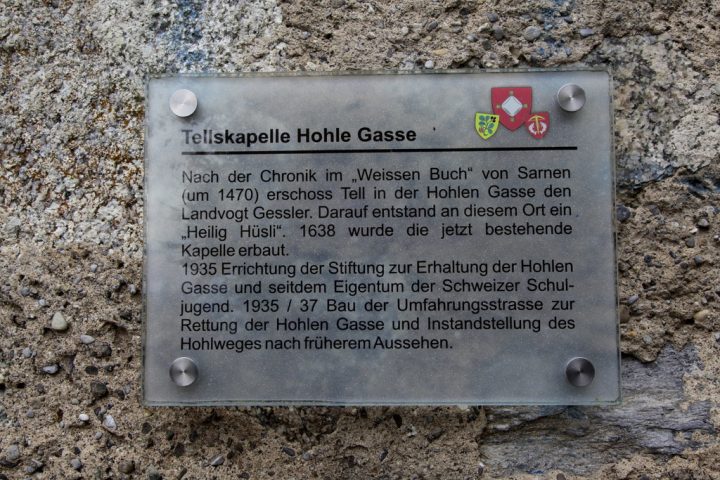 Tellskapelle Hohle Gasse
Nach der Chronik im „Weissen Buch“ von Sarnen
(um 1470) erschoss Tell in der Hohlen Gasse den
Landvogt Gessler. Darauf entstand an diesem Ort ein
„Heilig Hüsli“. 1638 wurde die jetzt bestehende
Kapelle erbaut.
1935 Errichtung der Stiftung zur Erhaltung der Hohlen
Gasse und seitdem Eigentum der Schweizer Schul-
jugend. 1935 / 37 Bau der Umfahrungsstrasse zur
Rettung der Hohlen Gasse und Instandstellung des
Hohlweges nach früherem Aussehen.